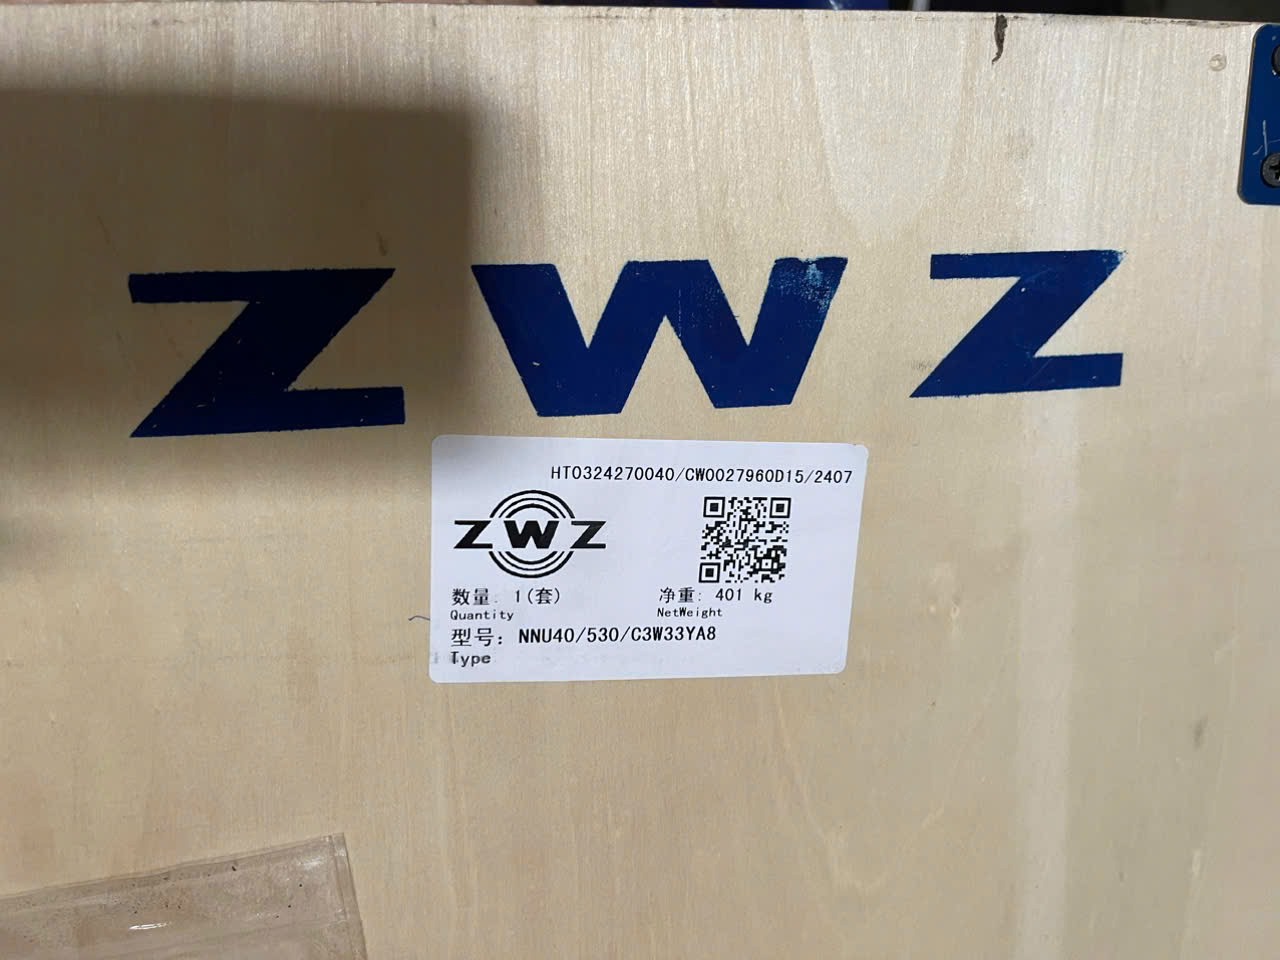 ZWZ
HT0324270040/CW0027960D15/2407
ZWZ
数量: 1(套) 净重: 401 kg
Quantity NetWeight
型号: NNU40/530/C3W33YA8
Type